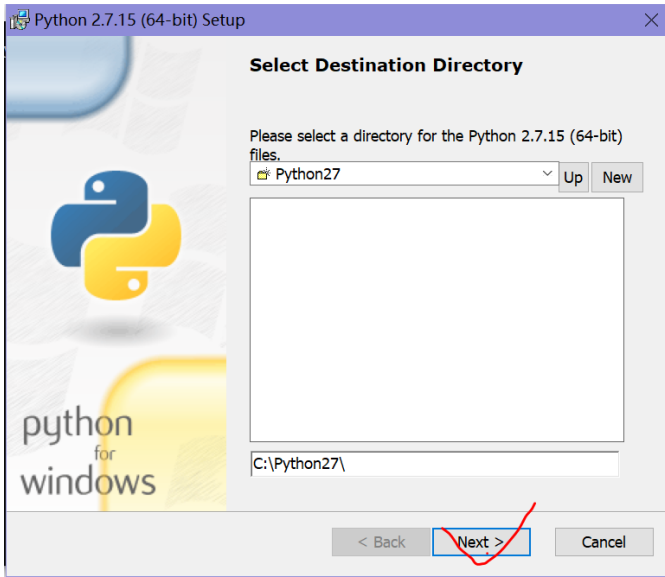 Python 2.7.15 (64-bit) Setup
Select Destination Directory
Please select a directory for the Python 2.7.15 (64-bit)
files.
Python27
Up
New
python
for
windows
C:\Python27\
< Back
Next >
Cancel